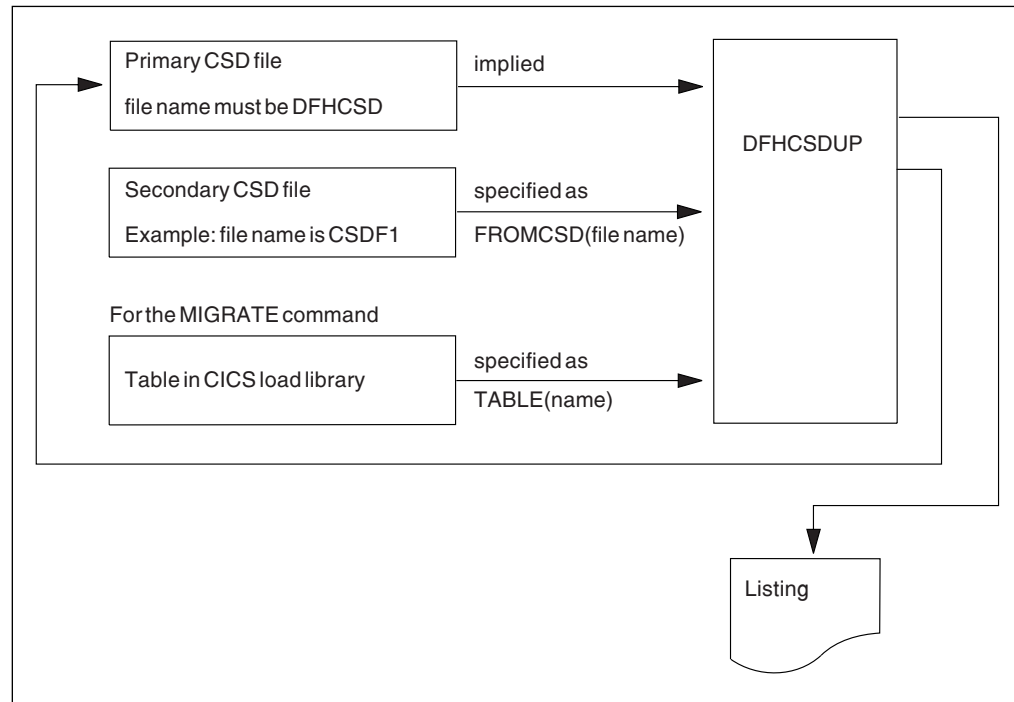 Primary CSD file
file name must be DFHCSD
implied
DFHCSDUP
Secondary CSD file
Example: file name is CSDF1
specified as
FROMCSD(file name)
For the MIGRATE command
Table in CICS load library
specified as
TABLE(name)
Listing